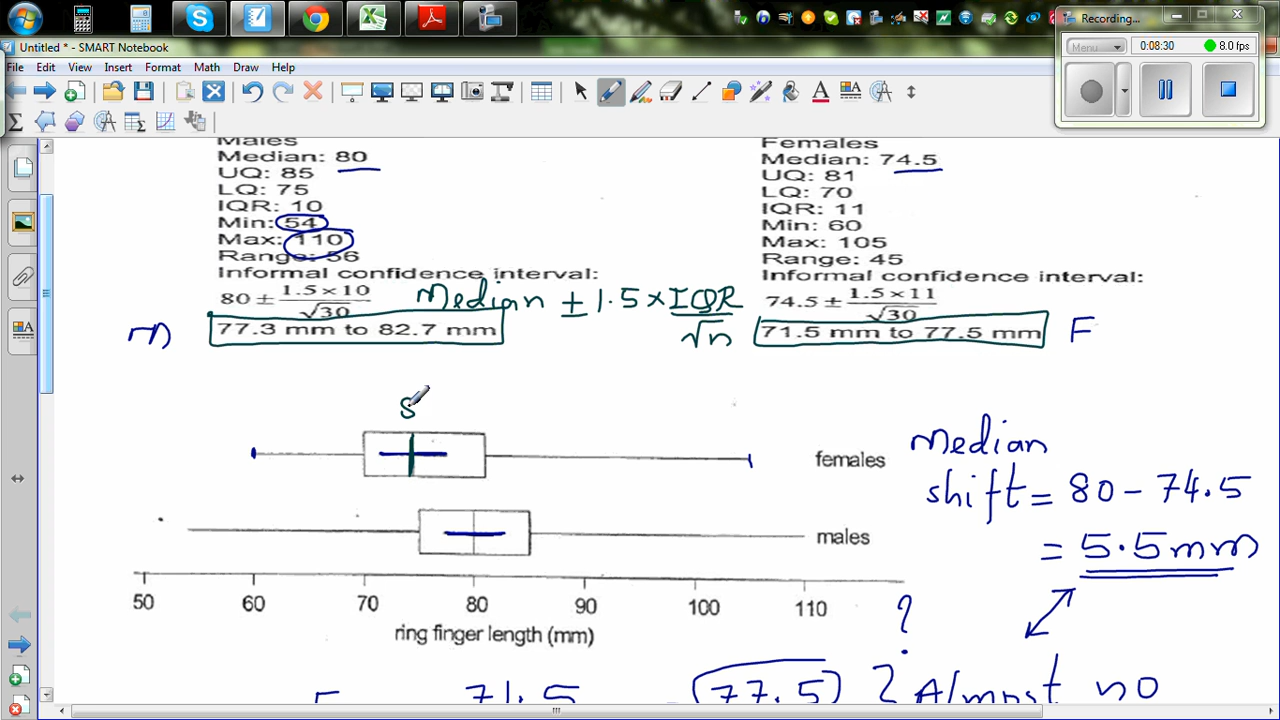 Untitled * - SMART Notebook
File Edit View Insert Format Math Draw Help
Recording...
Menu 0:08:30 8.0 fps
Males
Median: 80
UQ: 85
LQ: 75
IQR: 10
Min: 54
Max: 110
Range: 56
Informal confidence interval:
80 ± 1.5 × 10
√30
77.3 mm to 82.7 mm
m
Median ± 1.5 × IQR
√n
Females
Median: 74.5
UQ: 81
LQ: 70
IQR: 11
Min: 60
Max: 105
Range: 45
Informal confidence interval:
74.5 ± 1.5 × 11
√30
71.5 mm to 77.5 mm
F
S
females
males
50 60 70 80 90 100 110
ring finger length (mm)
Median
shift = 80 - 74.5
= 5.5mm
?
71.5 77.5 ? Almost no